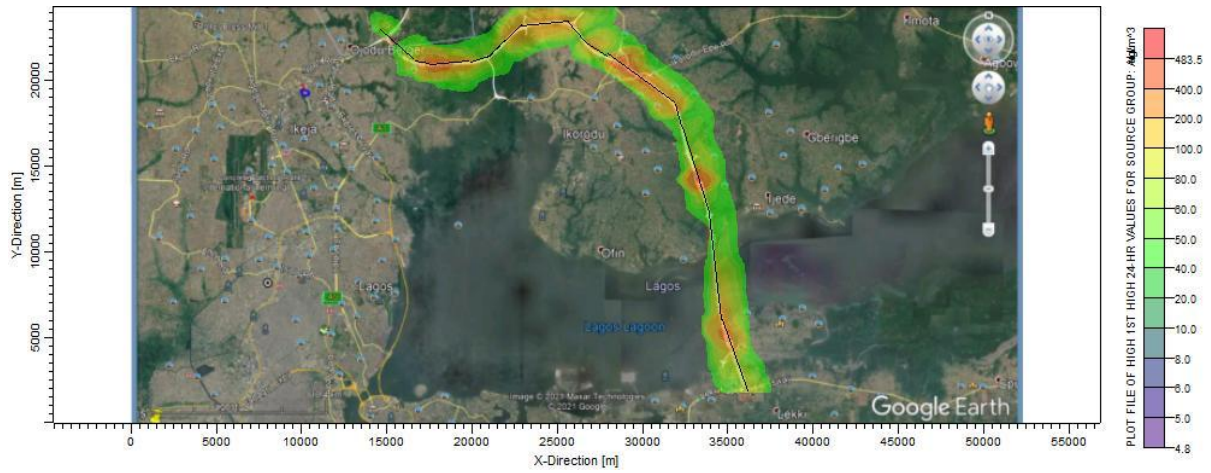 Y-Direction [m]
20000
15000
10000
5000
0 5000 10000 15000 20000 25000 30000 35000 40000 45000 50000 55000
X-Direction [m]
Imota
Ojodu Berger
Ikeja
Ikorodu
Gberigbe
Ijede
Ofin
Lagos
Lagos
Lagos Lagoon
Lekki
Image © 2021 Maxar Technologies
© 2021 Google
Google Earth
PLOT FILE OF HIGH 1ST HIGH 24-HR VALUES FOR SOURCE GROUP:
483.5
400.0
200.0
100.0
80.0
60.0
50.0
40.0
20.0
10.0
8.0
6.0
5.0
4.8